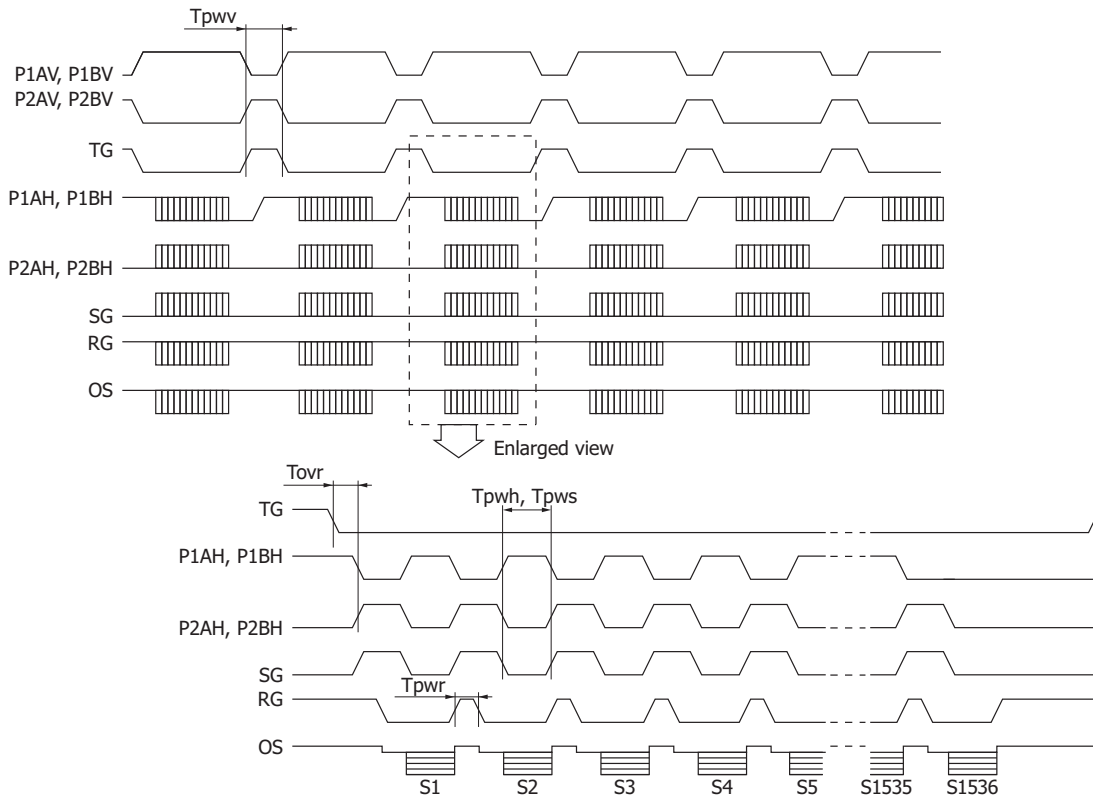 Tpwv
P1AV, P1BV
P2AV, P2BV
TG
P1AH, P1BH
P2AH, P2BH
SG
RG
OS
Enlarged view
Tovr
Tpwh, Tpws
TG
P1AH, P1BH
P2AH, P2BH
SG
Tpwr
RG
OS
S1 S2 S3 S4 S5 S1535 S1536